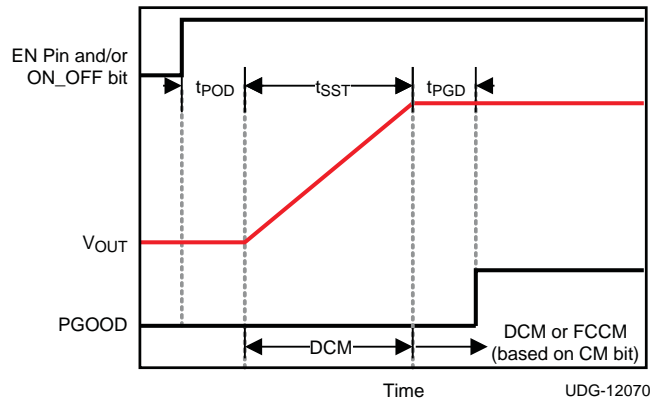 EN Pin and/or
ON_OFF bit
tPOD
tSST
tPGD
VOUT
PGOOD
DCM
DCM or FCCM
(based on CM bit)
Time
UDG-12070